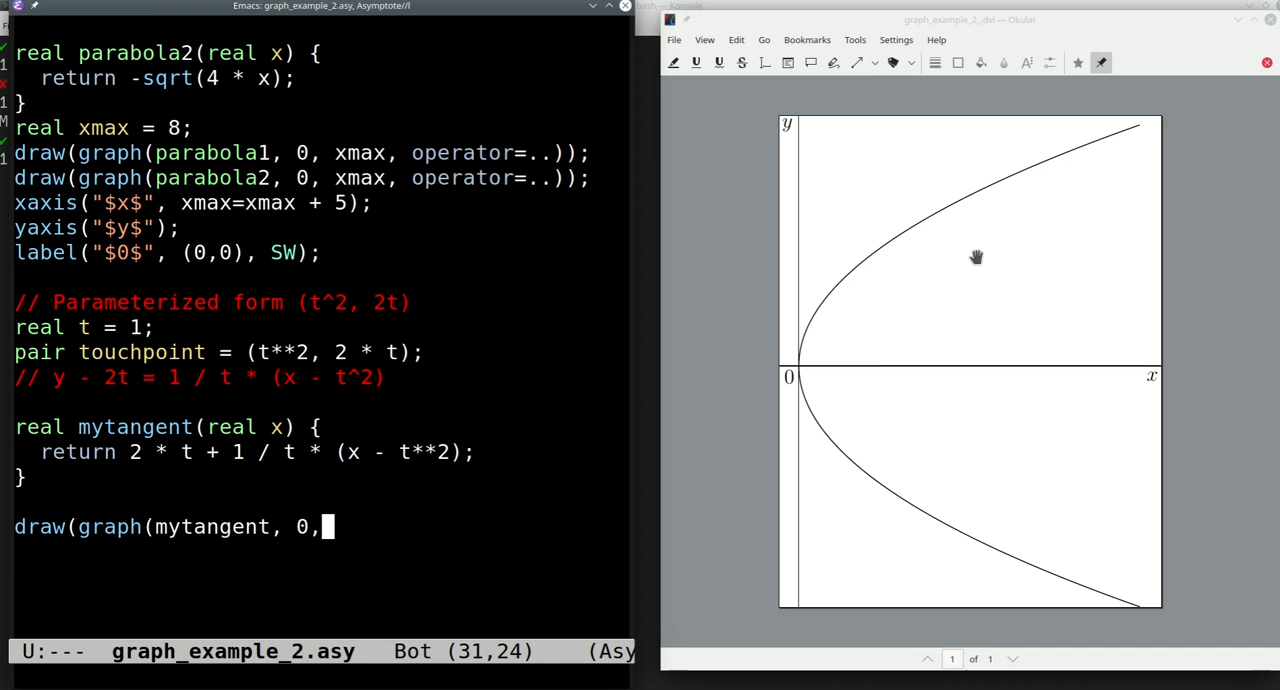 Emacs: graph_example_2.asy, Asymptote//l
bash — Konsole
real parabola2(real x) {
return -sqrt(4 * x);
}
real xmax = 8;
draw(graph(parabola1, 0, xmax, operator=..));
draw(graph(parabola2, 0, xmax, operator=..));
xaxis("$x$", xmax=xmax + 5);
yaxis("$y$");
label("$0$", (0,0), SW);
// Parameterized form (t^2, 2t)
real t = 1;
pair touchpoint = (t**2, 2 * t);
// y - 2t = 1 / t * (x - t^2)
real mytangent(real x) {
return 2 * t + 1 / t * (x - t**2);
}
draw(graph(mytangent, 0,
U:--- graph_example_2.asy Bot (31,24) (Asy
graph_example_2_.dvi — Okular
File View Edit Go Bookmarks Tools Settings Help
y
0
x
1 of 1